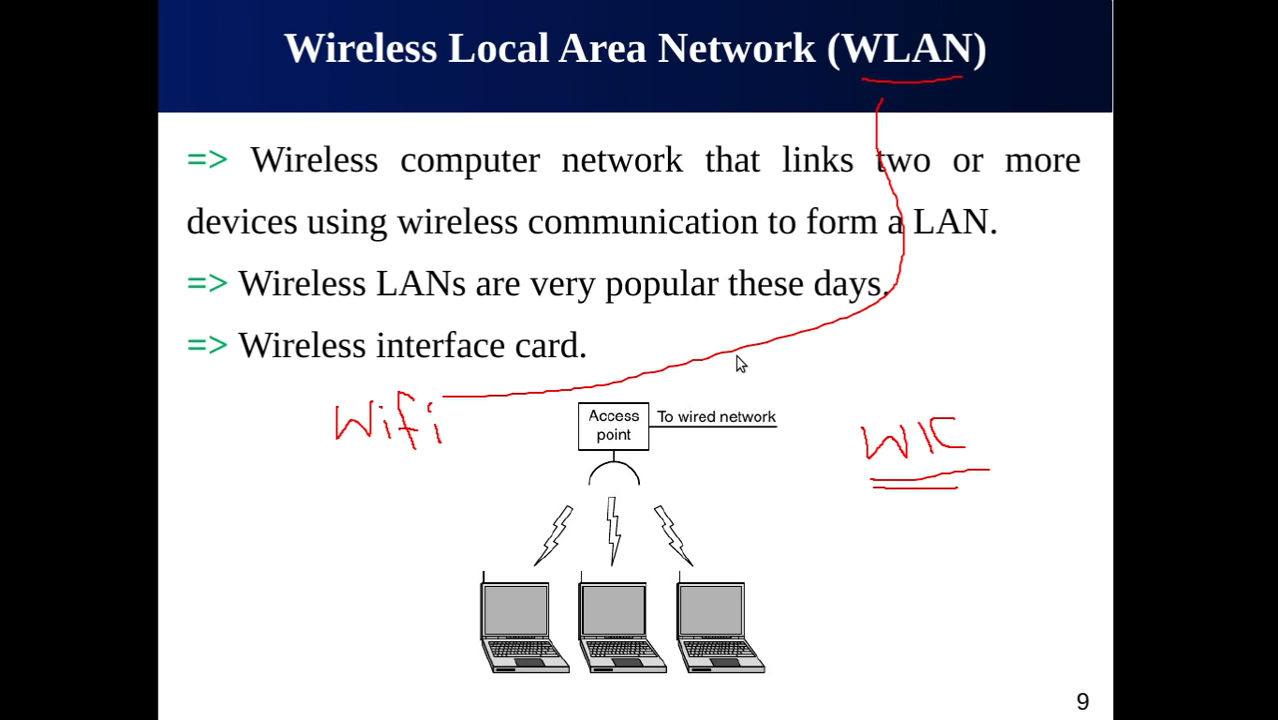 Wireless Local Area Network (WLAN)
=> Wireless computer network that links two or more
devices using wireless communication to form a LAN.
=> Wireless LANs are very popular these days.
=> Wireless interface card.
Wifi
Access
point
To wired network
WIC
9